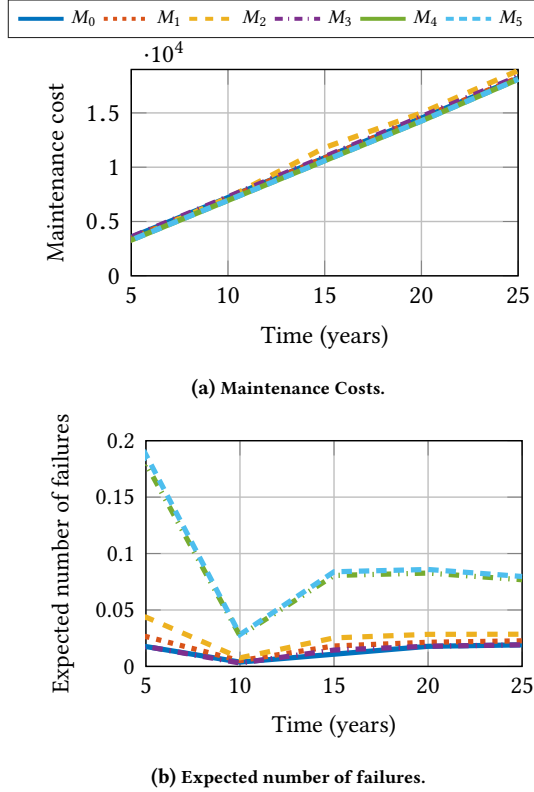 M₀ M₁ M₂ M₃ M₄ M₅
·10⁴
Maintenance cost
1.5
1
0.5
0
5 10 15 20 25
Time (years)
(a) Maintenance Costs.
Expected number of failures
0.2
0.15
0.1
0.05
0
5 10 15 20 25
Time (years)
(b) Expected number of failures.